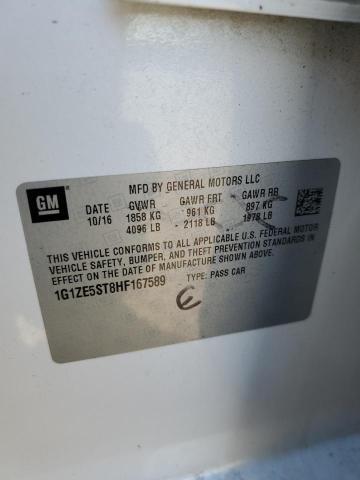 MFD BY GENERAL MOTORS LLC
GM
DATE GVWR GAWR FRT GAWR RR
10/16 1858 KG 961 KG 897 KG
4096 LB 2118 LB 1978 LB
THIS VEHICLE CONFORMS TO ALL APPLICABLE U.S. FEDERAL MOTOR
VEHICLE SAFETY, BUMPER, AND THEFT PREVENTION STANDARDS IN
EFFECT ON THE DATE OF MANUFACTURE SHOWN ABOVE.
1G1ZE5ST8HF167589 TYPE: PASS CAR